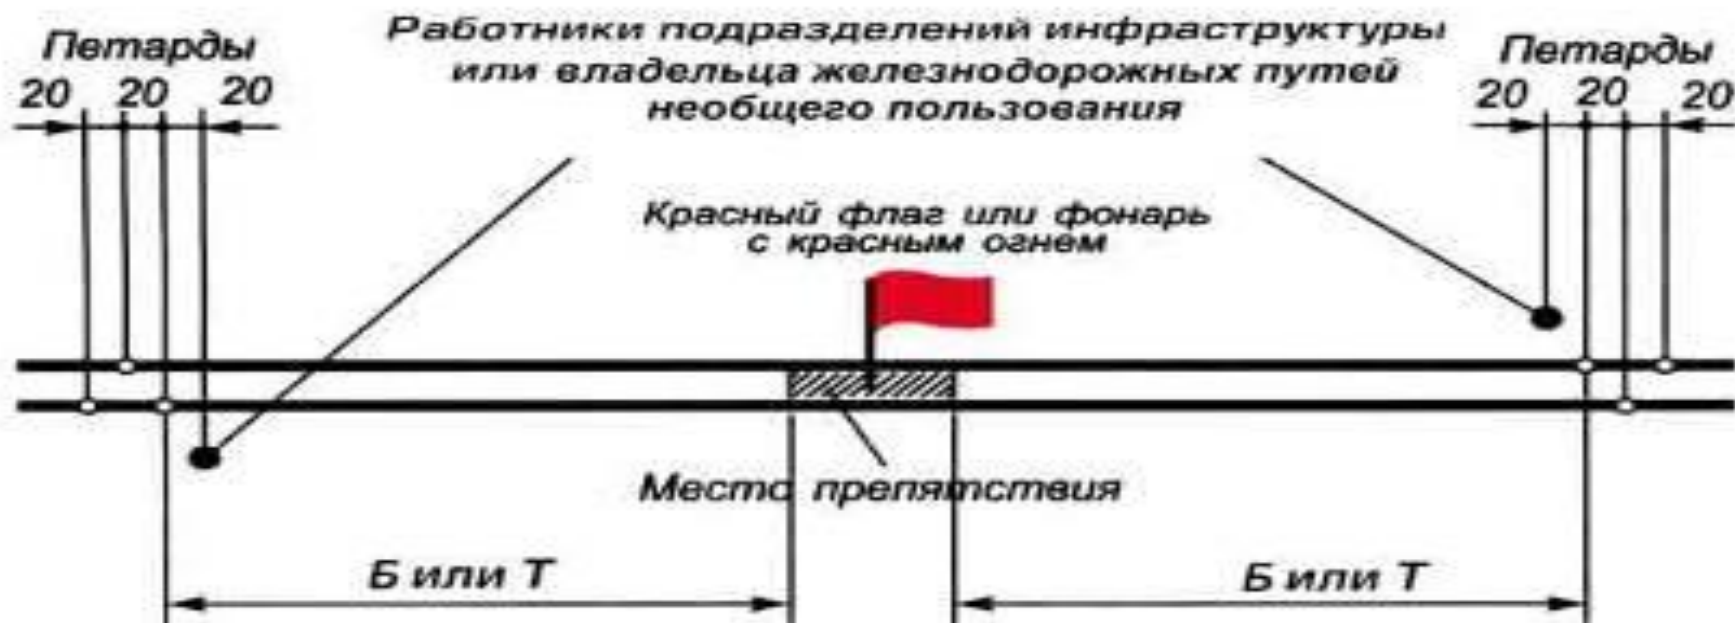 Петарды
20 20 20
Работники подразделений инфраструктуры
или владельца железнодорожных путей
необщего пользования
Петарды
20 20 20
Красный флаг или фонарь
с красным огнем
Место препятствия
Б или Т
Б или Т